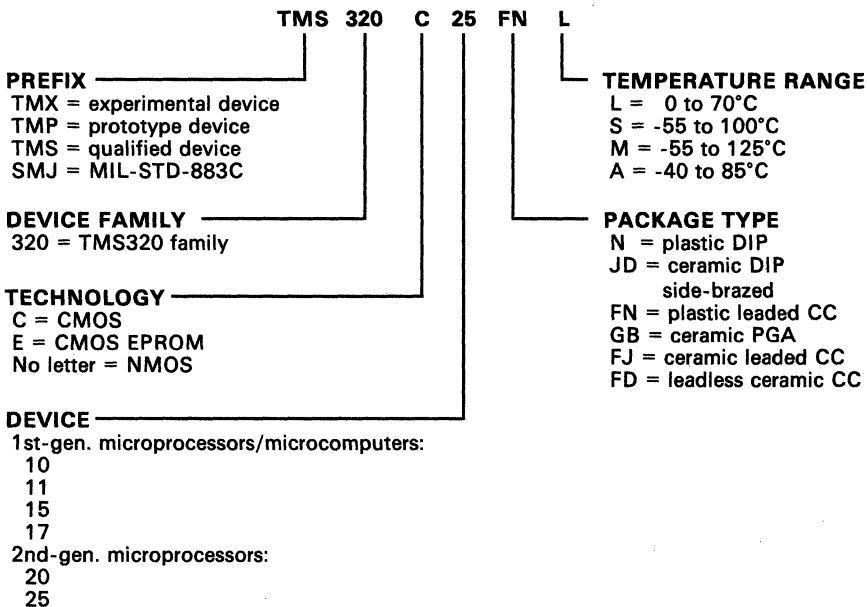 TMS 320 C 25 FN L
PREFIX
TMX = experimental device
TMP = prototype device
TMS = qualified device
SMJ = MIL-STD-883C
DEVICE FAMILY
320 = TMS320 family
TECHNOLOGY
C = CMOS
E = CMOS EPROM
No letter = NMOS
DEVICE
1st-gen. microprocessors/microcomputers:
10
11
15
17
2nd-gen. microprocessors:
20
25
TEMPERATURE RANGE
L = 0 to 70°C
S = -55 to 100°C
M = -55 to 125°C
A = -40 to 85°C
PACKAGE TYPE
N = plastic DIP
JD = ceramic DIP
side-brazed
FN = plastic leaded CC
GB = ceramic PGA
FJ = ceramic leaded CC
FD = leadless ceramic CC